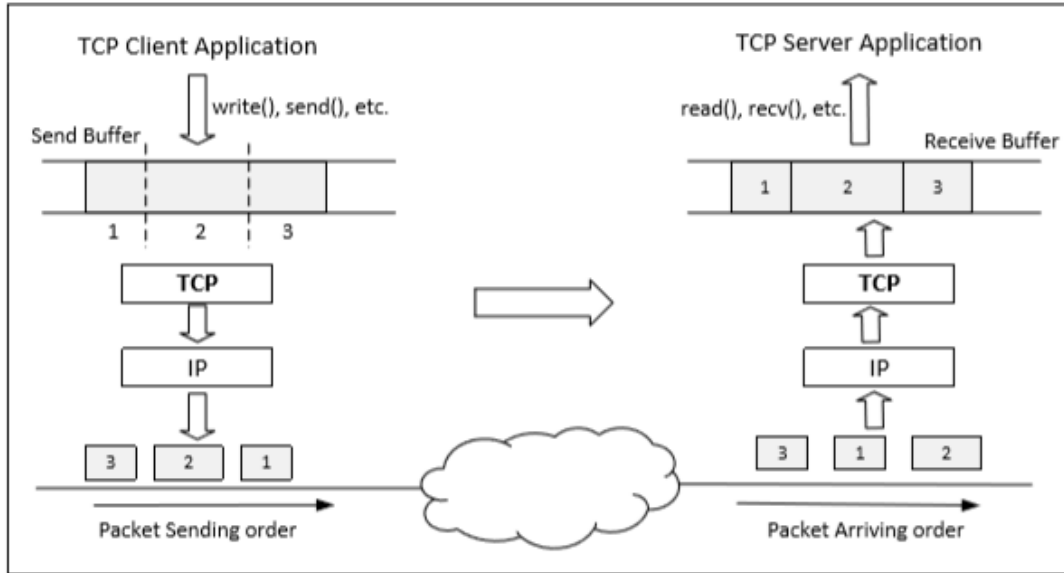 TCP Client Application
write(), send(), etc.
Send Buffer
1 2 3
TCP
IP
3 2 1
Packet Sending order
TCP Server Application
read(), recv(), etc.
Receive Buffer
1 2 3
TCP
IP
3 1 2
Packet Arriving order